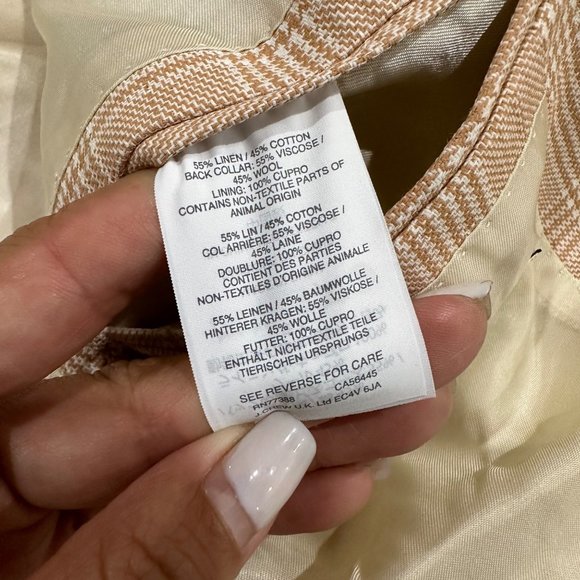 55% LINEN / 45% COTTON
BACK COLLAR: 55% VISCOSE /
45% WOOL
LINING: 100% CUPRO
CONTAINS NON-TEXTILE PARTS OF
ANIMAL ORIGIN
55% LIN / 45% COTON
COL ARRIÈRE: 55% VISCOSE /
45% LAINE
DOUBLURE: 100% CUPRO
CONTIENT DES PARTIES
NON-TEXTILES D'ORIGINE ANIMALE
55% LEINEN / 45% BAUMWOLLE
HINTERER KRAGEN: 55% VISKOSE /
45% WOLLE
FUTTER: 100% CUPRO
ENTHÄLT NICHTTEXTILE TEILE
TIERISCHEN URSPRUNGS
SEE REVERSE FOR CARE
RN77388 CA56445
J.CREW U.K. Ltd EC4V 6JA